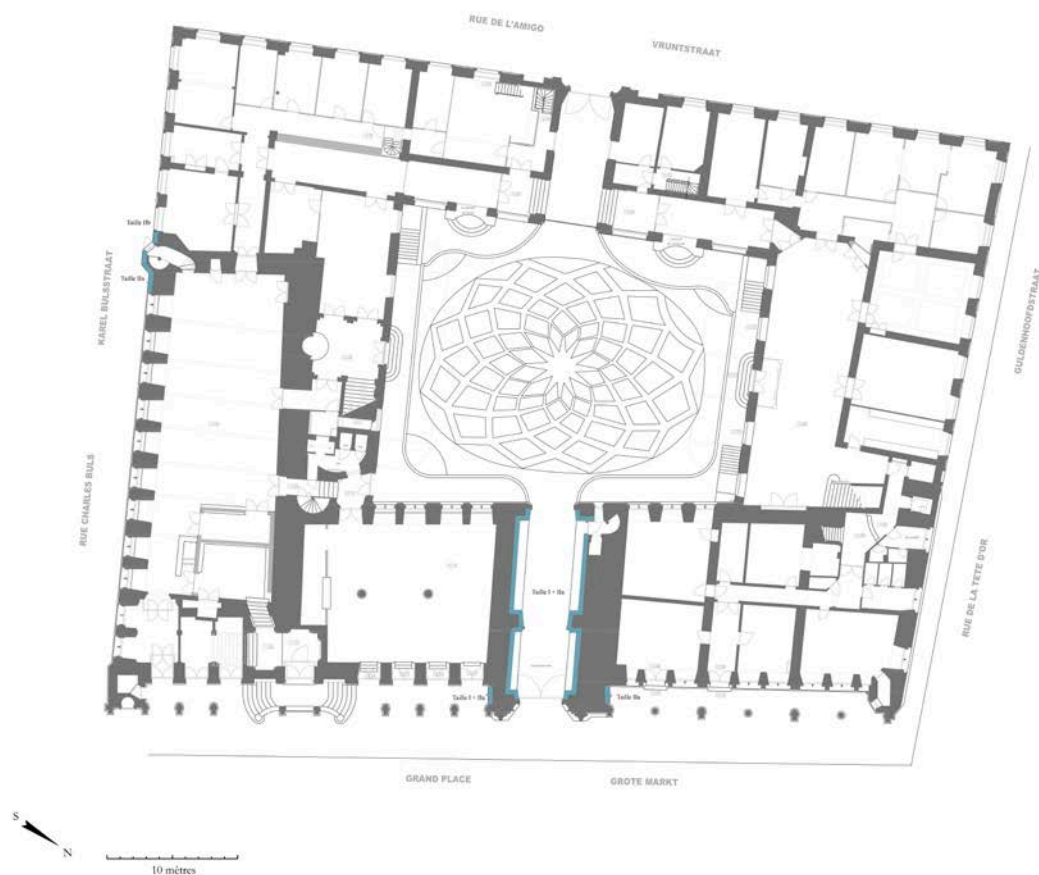 RUE DE L'AMIGO
VRUNTSTRAAT
Taille IIb
Taille IIa
KAREL BULSSTRAAT
GULDENHOOFDSTRAAT
RUE CHARLES BULS
RUE DE LA TETE D'OR
Taille I + IIa
Taille I + IIa
Taille IIa
GRAND PLACE
GROTE MARKT
S
N
10 mètres